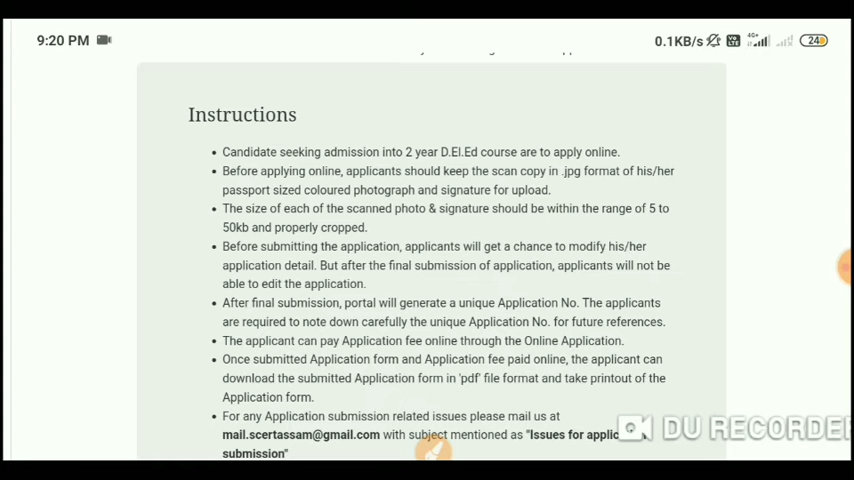 9:20 PM
0.1KB/s
4G+
24
Instructions
• Candidate seeking admission into 2 year D.El.Ed course are to apply online.
• Before applying online, applicants should keep the scan copy in .jpg format of his/her
passport sized coloured photograph and signature for upload.
• The size of each of the scanned photo & signature should be within the range of 5 to
50kb and properly cropped.
• Before submitting the application, applicants will get a chance to modify his/her
application detail. But after the final submission of application, applicants will not be
able to edit the application.
• After final submission, portal will generate a unique Application No. The applicants
are required to note down carefully the unique Application No. for future references.
• The applicant can pay Application fee online through the Online Application.
• Once submitted Application form and Application fee paid online, the applicant can
download the submitted Application form in 'pdf' file format and take printout of the
Application form.
• For any Application submission related issues please mail us at
mail.scertassam@gmail.com with subject mentioned as "Issues for
submission"
DU RECORDER